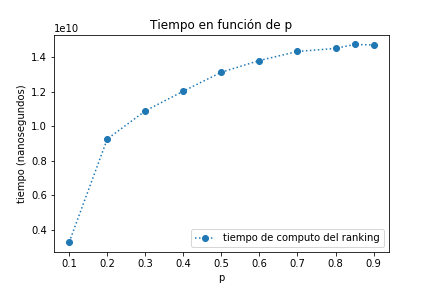 Tiempo en función de p
1e10
tiempo (nanosegundos)
1.4
1.2
1.0
0.8
0.6
0.4
tiempo de computo del ranking
0.1 0.2 0.3 0.4 0.5 0.6 0.7 0.8 0.9
p